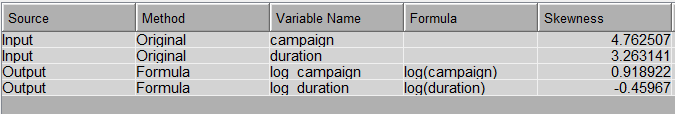 Source Method Variable Name Formula Skewness
Input Original campaign 4.762507
Input Original duration 3.263141
Output Formula log_campaign log(campaign) 0.918922
Output Formula log_duration log(duration) -0.45967